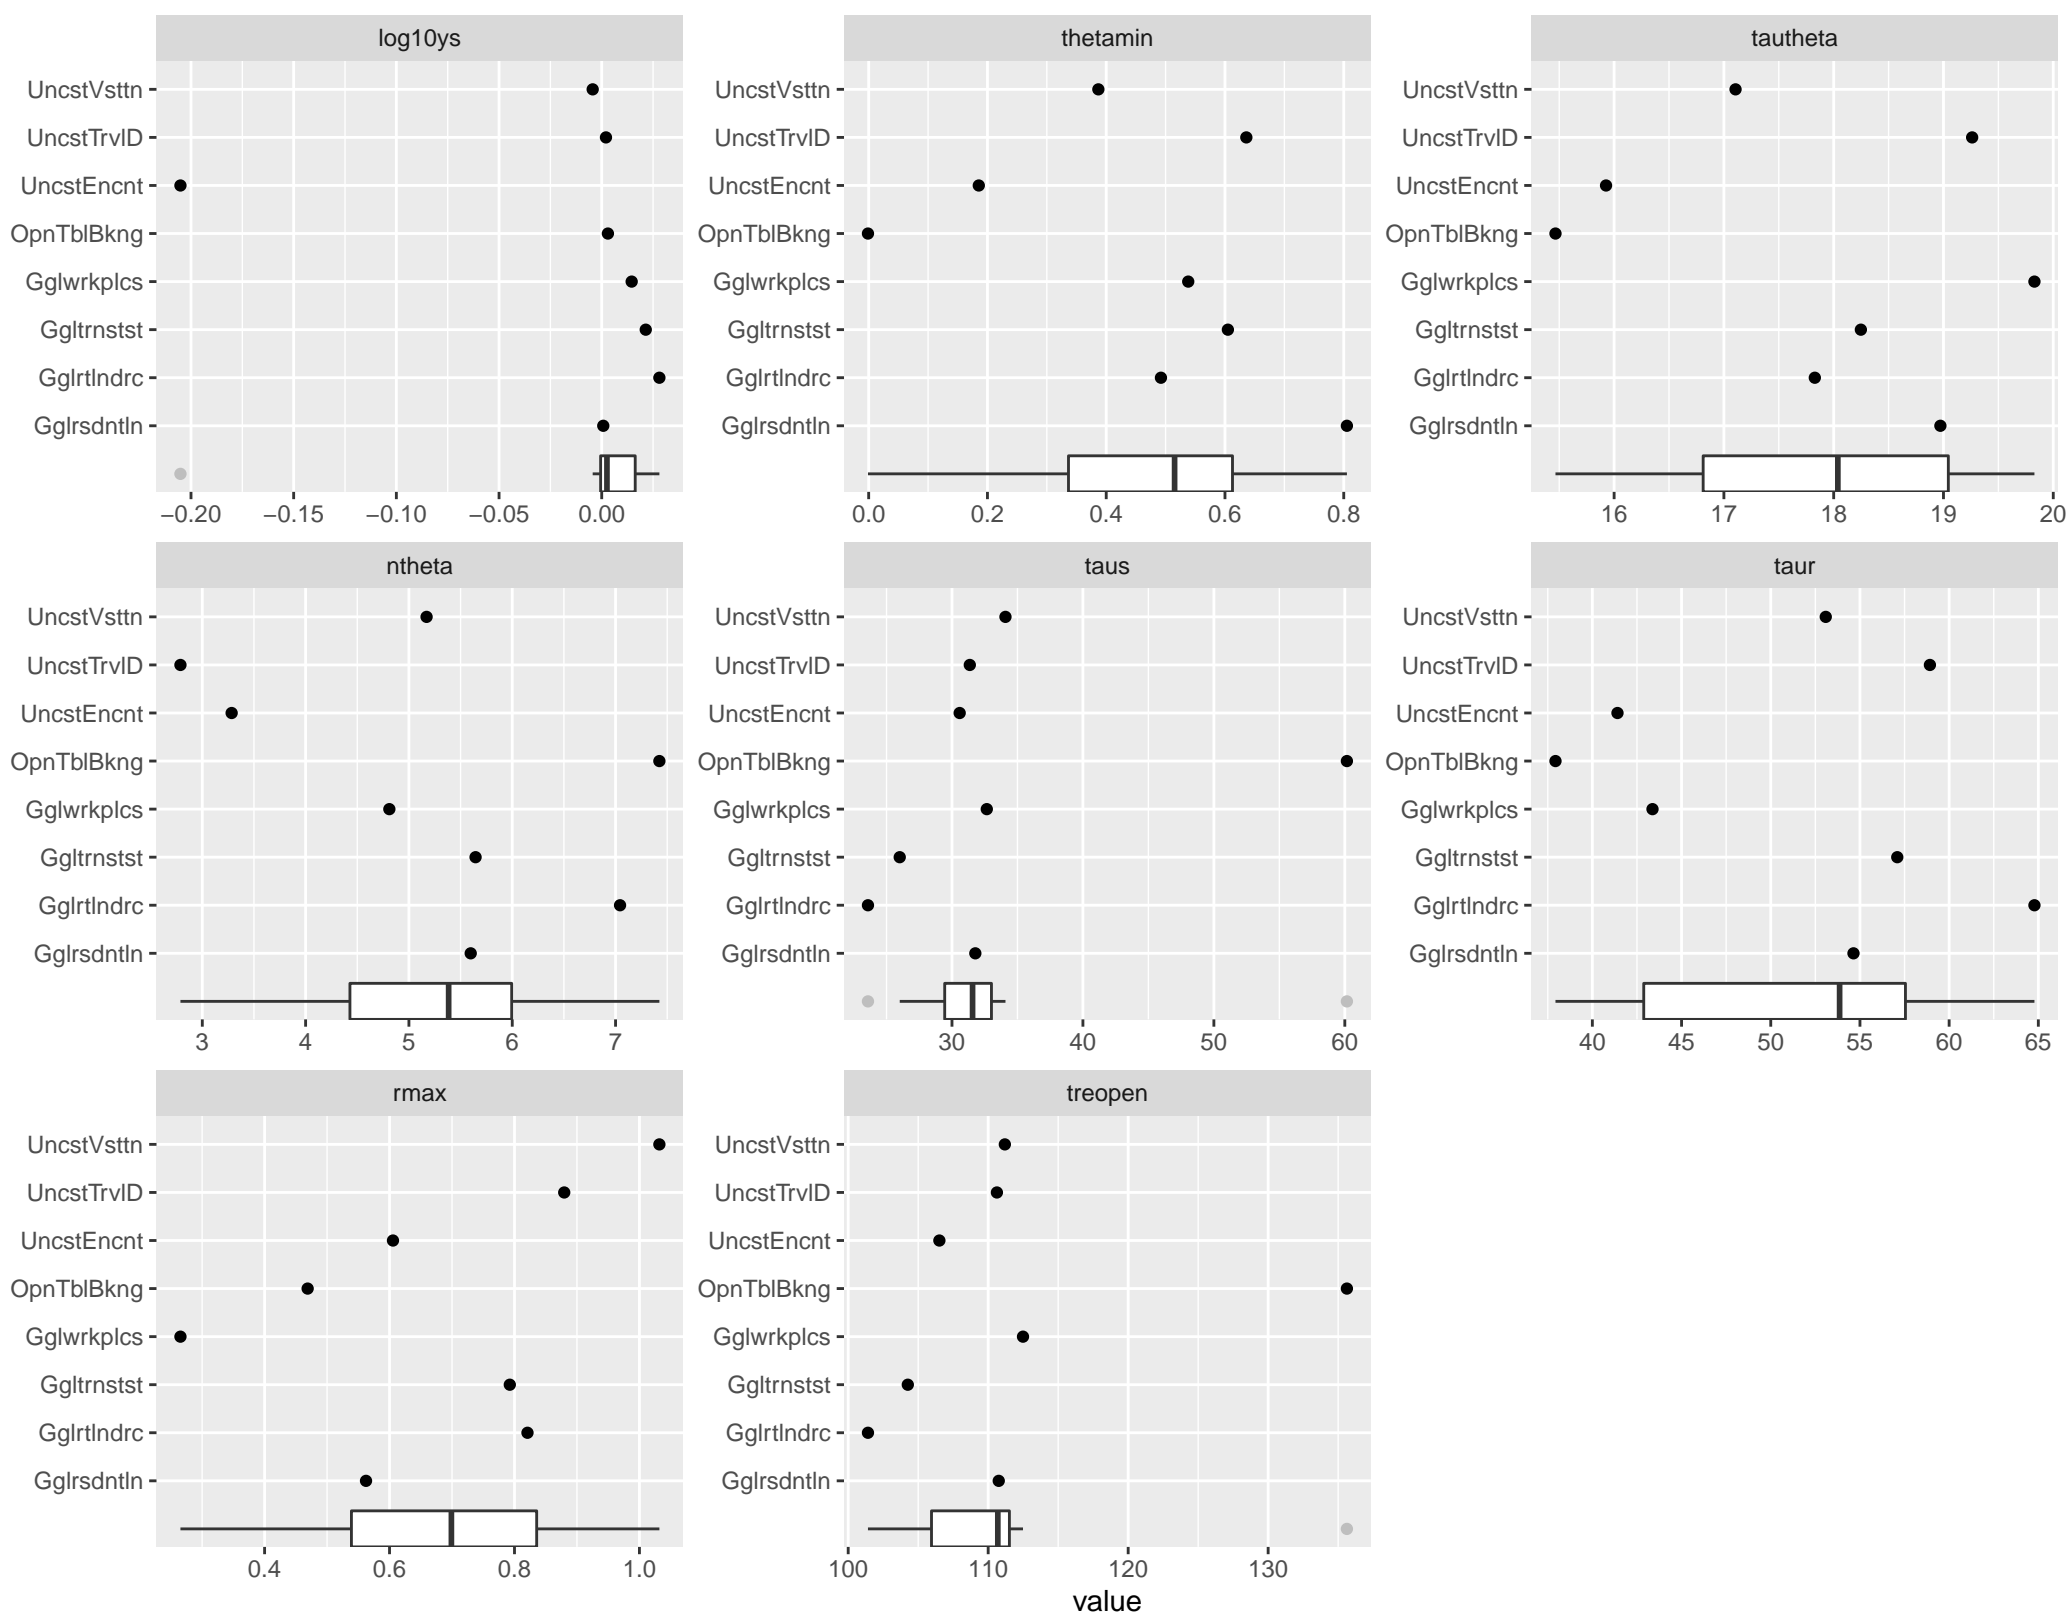 log10ys
UncstVsttn
UncstTrvlD
UncstEncnt
OpnTblBkng
Gglwrkplcs
Ggltrnstst
Gglrtlndrc
Gglrsdntln
−0.20 −0.15 −0.10 −0.05 0.00
thetamin
UncstVsttn
UncstTrvlD
UncstEncnt
OpnTblBkng
Gglwrkplcs
Ggltrnstst
Gglrtlndrc
Gglrsdntln
0.0 0.2 0.4 0.6 0.8
tautheta
UncstVsttn
UncstTrvlD
UncstEncnt
OpnTblBkng
Gglwrkplcs
Ggltrnstst
Gglrtlndrc
Gglrsdntln
16 17 18 19 20
ntheta
UncstVsttn
UncstTrvlD
UncstEncnt
OpnTblBkng
Gglwrkplcs
Ggltrnstst
Gglrtlndrc
Gglrsdntln
3 4 5 6 7
taus
UncstVsttn
UncstTrvlD
UncstEncnt
OpnTblBkng
Gglwrkplcs
Ggltrnstst
Gglrtlndrc
Gglrsdntln
30 40 50 60
taur
UncstVsttn
UncstTrvlD
UncstEncnt
OpnTblBkng
Gglwrkplcs
Ggltrnstst
Gglrtlndrc
Gglrsdntln
40 45 50 55 60 65
rmax
UncstVsttn
UncstTrvlD
UncstEncnt
OpnTblBkng
Gglwrkplcs
Ggltrnstst
Gglrtlndrc
Gglrsdntln
0.4 0.6 0.8 1.0
treopen
UncstVsttn
UncstTrvlD
UncstEncnt
OpnTblBkng
Gglwrkplcs
Ggltrnstst
Gglrtlndrc
Gglrsdntln
100 110 120 130
value